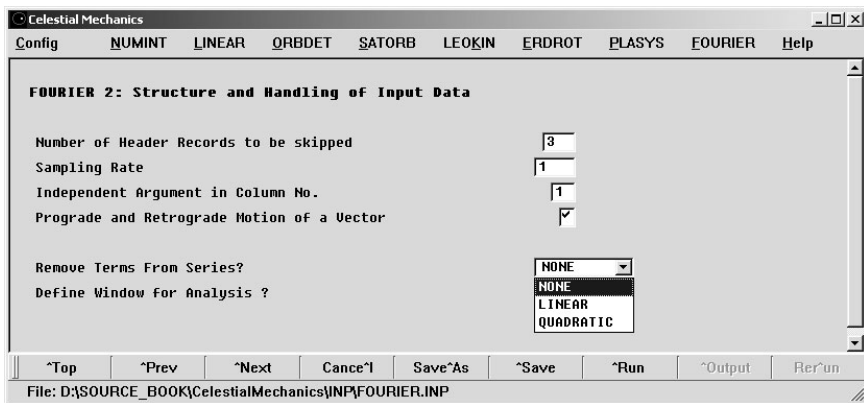 Celestial Mechanics
Config NUMINT LINEAR ORBDET SATORB LEOKIN ERDROT PLASYS FOURIER Help
FOURIER 2: Structure and Handling of Input Data
Number of Header Records to be skipped 3
Sampling Rate 1
Independent Argument in Column No. 1
Prograde and Retrograde Motion of a Vector
Remove Terms From Series? NONE
Define Window for Analysis ? NONE
LINEAR
QUADRATIC
^Top ^Prev ^Next Cance^l Save^As ^Save ^Run ^Output Rer^un
File: D:\SOURCE_BOOK\CelestialMechanics\INP\FOURIER.INP